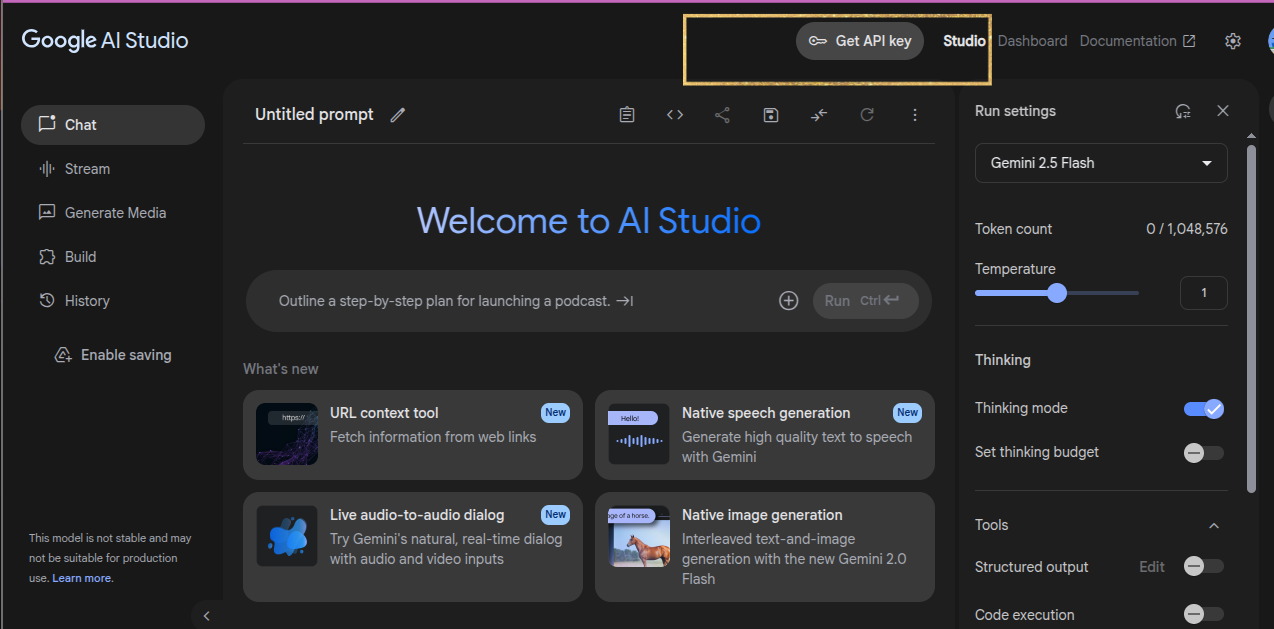 Google AI Studio
Get API key
Studio
Dashboard
Documentation
Chat
Stream
Generate Media
Build
History
Enable saving
This model is not stable and may
not be suitable for production
use. Learn more.
Untitled prompt
Welcome to AI Studio
Outline a step-by-step plan for launching a podcast.
Run Ctrl
What's new
https://
URL context tool
New
Fetch information from web links
Hello!
Native speech generation
New
Generate high quality text to speech
with Gemini
Live audio-to-audio dialog
New
Try Gemini's natural, real-time dialog
with audio and video inputs
age of a horse,
Native image generation
Interleaved text-and-image
generation with the new Gemini 2.0
Flash
Run settings
Gemini 2.5 Flash
Token count
0 / 1,048,576
Temperature
1
Thinking
Thinking mode
Set thinking budget
Tools
Structured output
Edit
Code execution